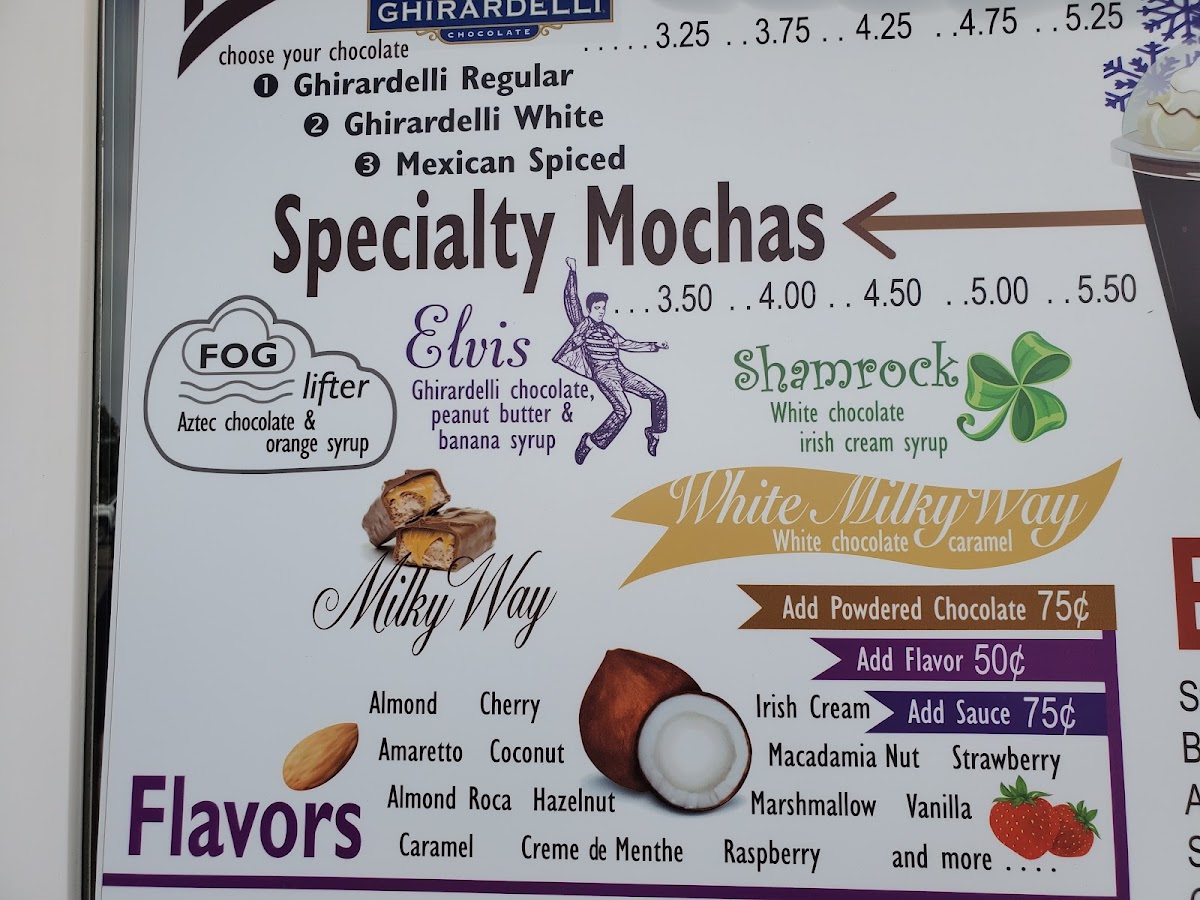 GHIRARDELLI
CHOCOLATE
. . . . . 3.25 . . 3.75 . . 4.25 . . 4.75 . . 5.25
choose your chocolate
❶ Ghirardelli Regular
❷ Ghirardelli White
❸ Mexican Spiced
Specialty Mochas
. . . 3.50 . . 4.00 . . 4.50 . . 5.00 . . 5.50
FOG
lifter
Aztec chocolate &
orange syrup
Elvis
Ghirardelli chocolate,
peanut butter &
banana syrup
Shamrock
White chocolate
irish cream syrup
Milky Way
White Milky Way
White chocolate caramel
Add Powdered Chocolate 75¢
Add Flavor 50¢
Add Sauce 75¢
Flavors
Almond Cherry Irish Cream
Amaretto Coconut Macadamia Nut Strawberry
Almond Roca Hazelnut Marshmallow Vanilla
Caramel Creme de Menthe Raspberry and more . . . .